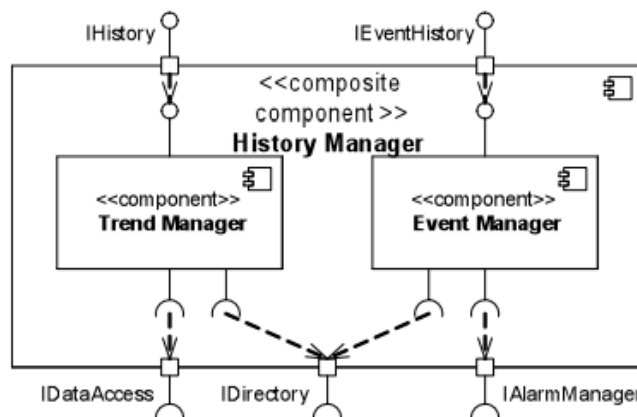 IHistory
IEventHistory
<<composite
component>>
History Manager
<<component>>
Trend Manager
<<component>>
Event Manager
IDataAccess
IDirectory
IAlarmManager